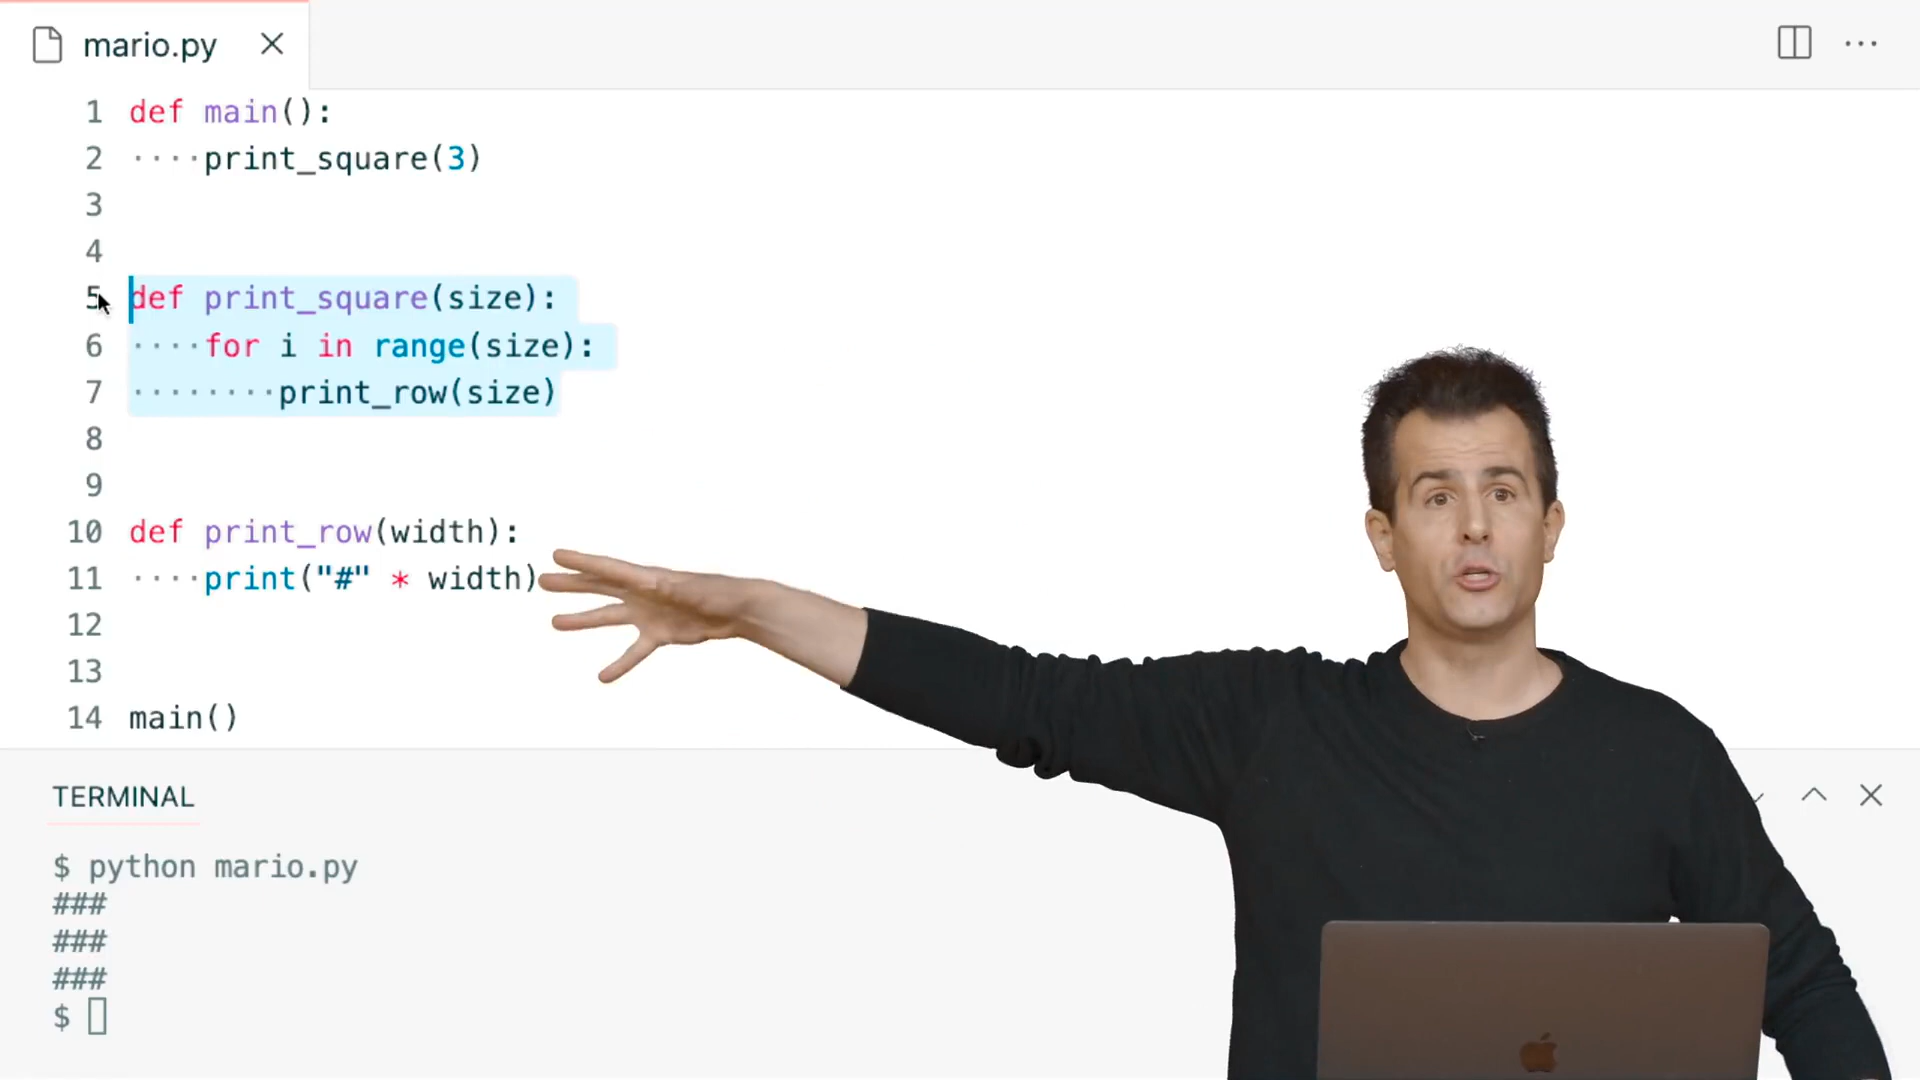 mario.py
1 def main():
2 ····print_square(3)
3
4
5 def print_square(size):
6 ····for i in range(size):
7 ········print_row(size)
8
9
10 def print_row(width):
11 ····print("#" * width)
12
13
14 main()
TERMINAL
$ python mario.py
###
###
###
$